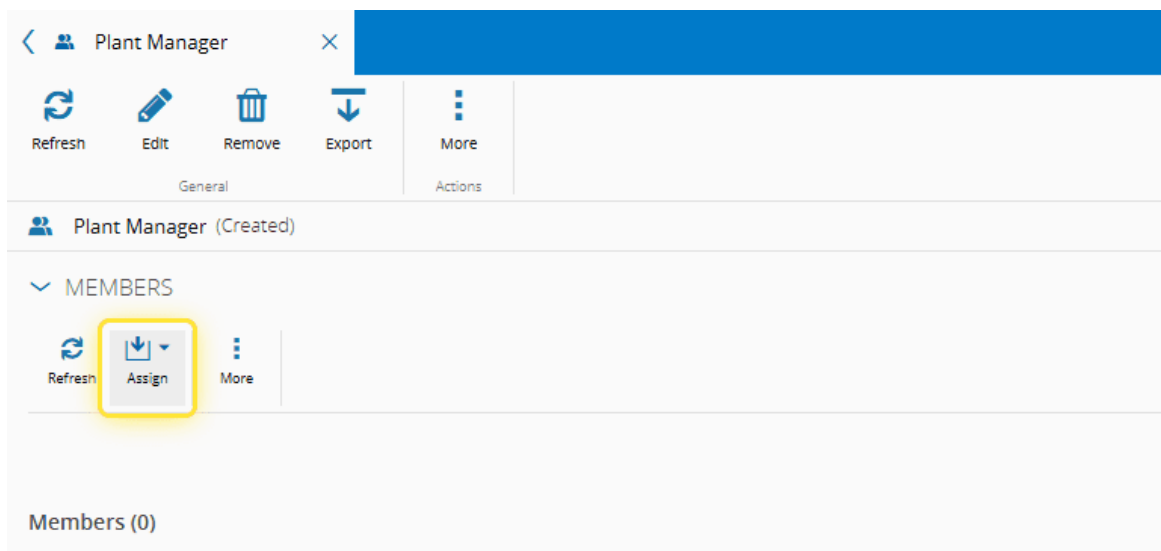 Plant Manager
Refresh Edit Remove Export More
General Actions
Plant Manager (Created)
MEMBERS
Refresh Assign More
Members (0)